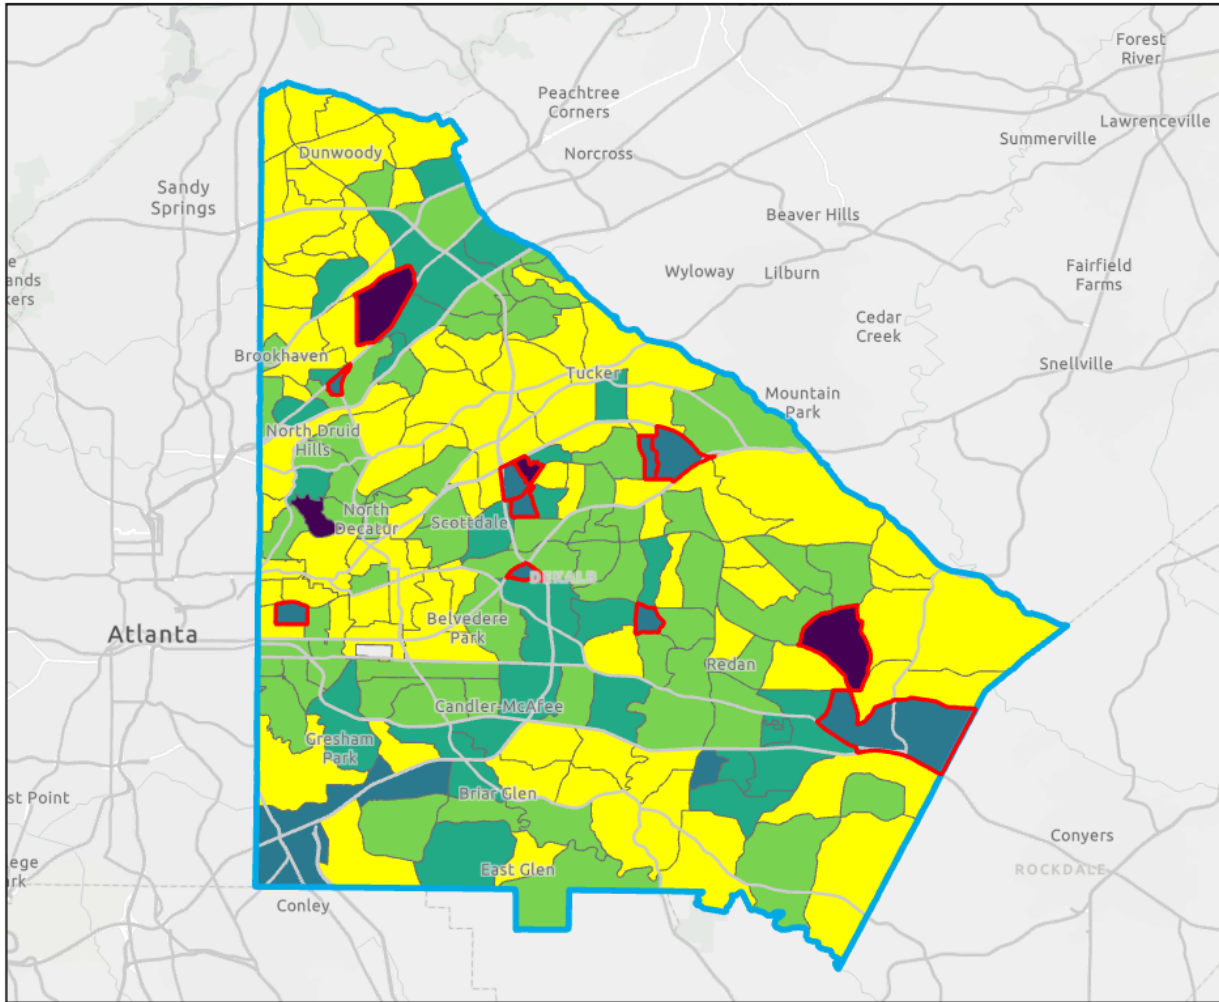 Forest
River
Peachtree
Corners
Lawrenceville
Summerville
Dunwoody
Norcross
Sandy
Springs
Beaver Hills
Wyloway
Lilburn
Fairfield
Farms
Cedar
Creek
Brookhaven
Snellville
Tucker
Mountain
Park
North Druid
Hills
North
Decatur
Scottdale
DEKALB
Atlanta
Belvedere
Park
Redan
Candler-McAfee
Gresham
Park
st Point
Briar Glen
Conyers
East Glen
ROCKDALE
Conley